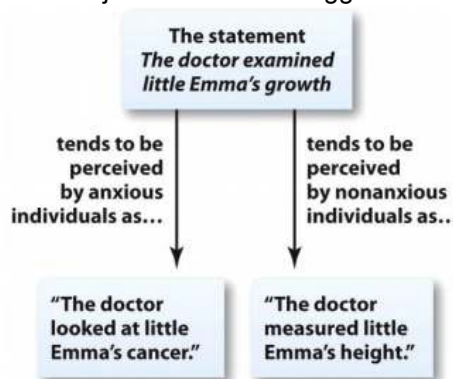 The statement
The doctor examined
little Emma's growth
tends to be
perceived
by anxious
individuals as…
tends to be
perceived
by nonanxious
individuals as..
"The doctor
looked at little
Emma's cancer."
"The doctor
measured little
Emma's height."